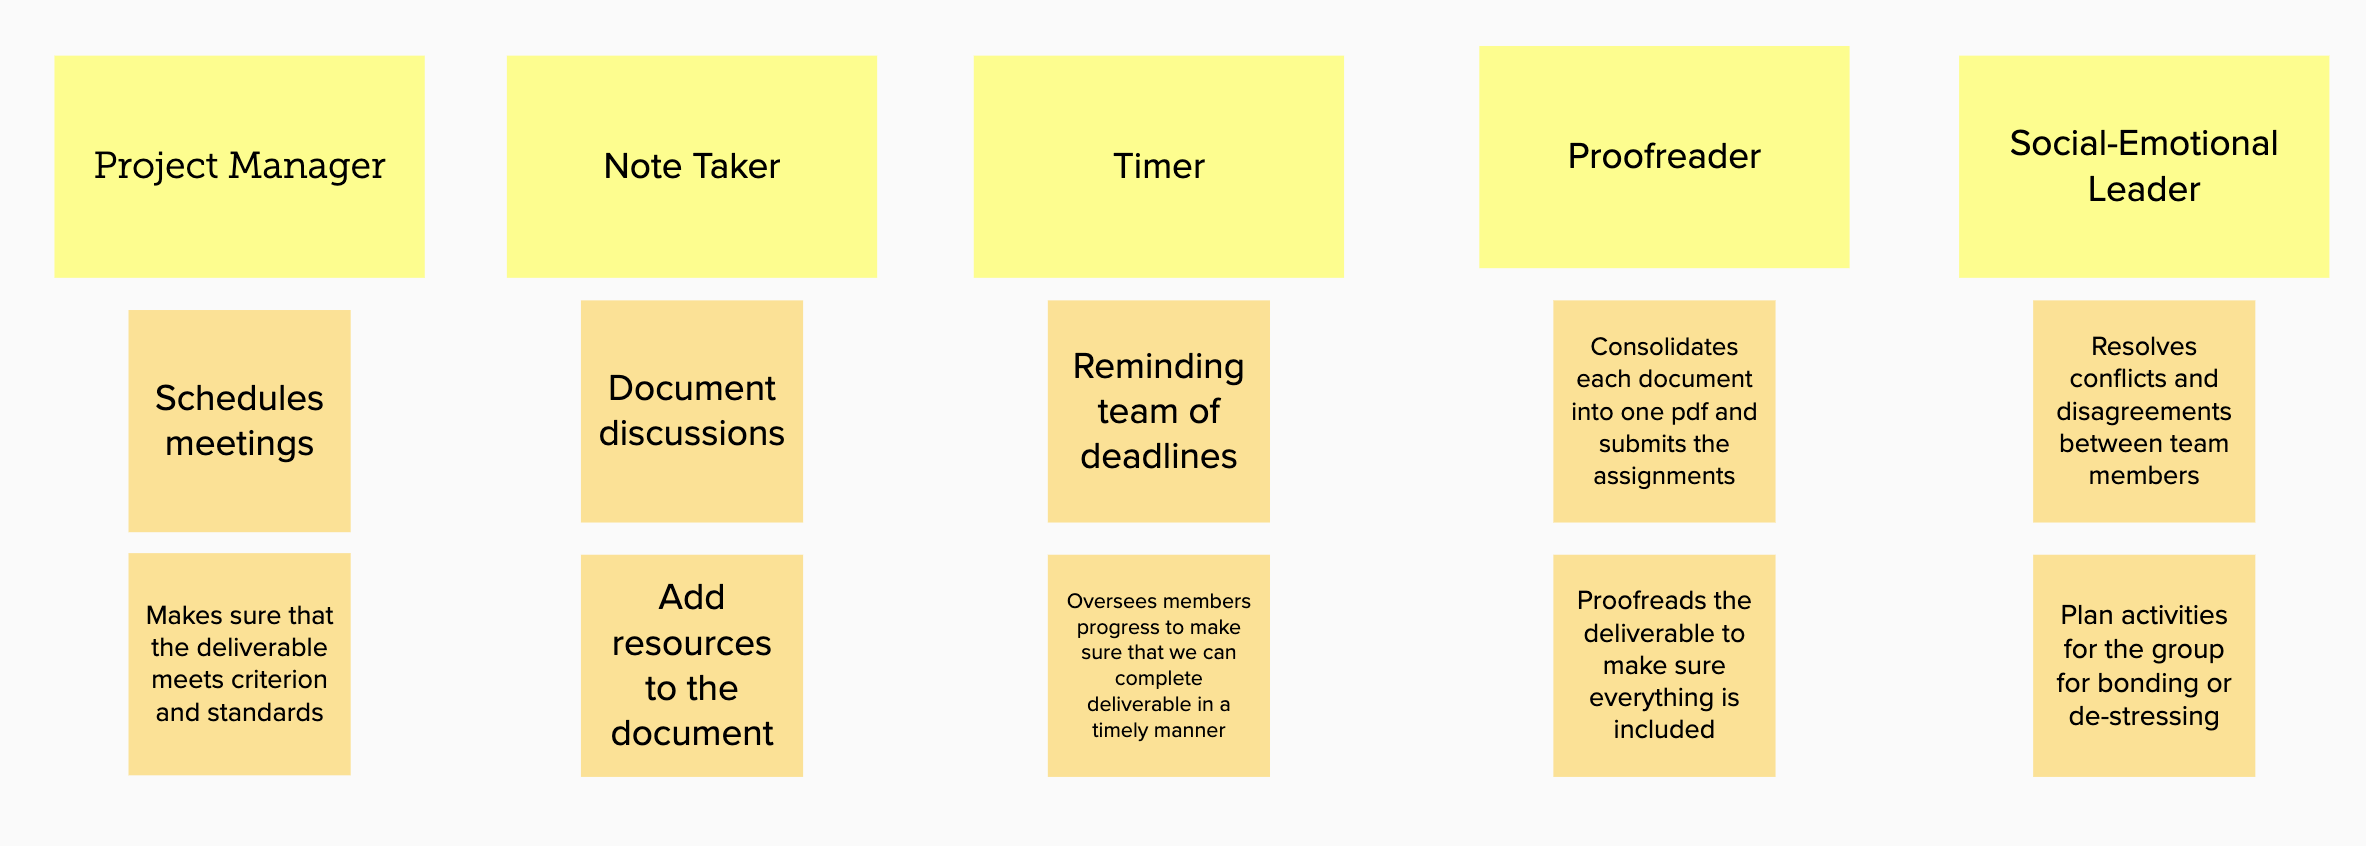 Project Manager
Note Taker
Timer
Proofreader
Social-Emotional
Leader
Schedules
meetings
Document
discussions
Reminding
team of
deadlines
Consolidates
each document
into one pdf and
submits the
assignments
Resolves
conflicts and
disagreements
between team
members
Makes sure that
the deliverable
meets criterion
and standards
Add
resources
to the
document
Oversees members
progress to make
sure that we can
complete
deliverable in a
timely manner
Proofreads the
deliverable to
make sure
everything is
included
Plan activities
for the group
for bonding or
de-stressing